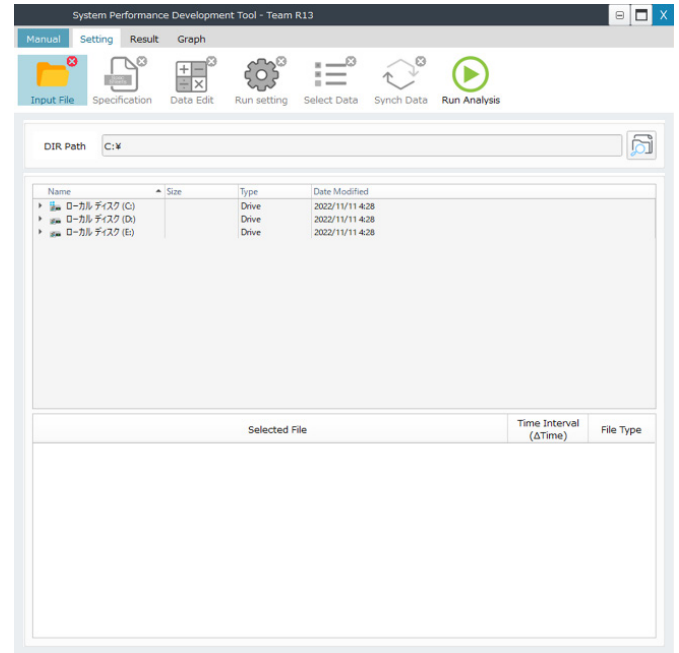 System Performance Development Tool - Team R13
Manual Setting Result Graph
Input File Specification Data Edit Run setting Select Data Synch Data Run Analysis
DIR Path C:¥
Name Size Type Date Modified
ローカル ディスク (C:) Drive 2022/11/11 4:28
ローカル ディスク (D:) Drive 2022/11/11 4:28
ローカル ディスク (E:) Drive 2022/11/11 4:28
Selected File Time Interval (ΔTime) File Type